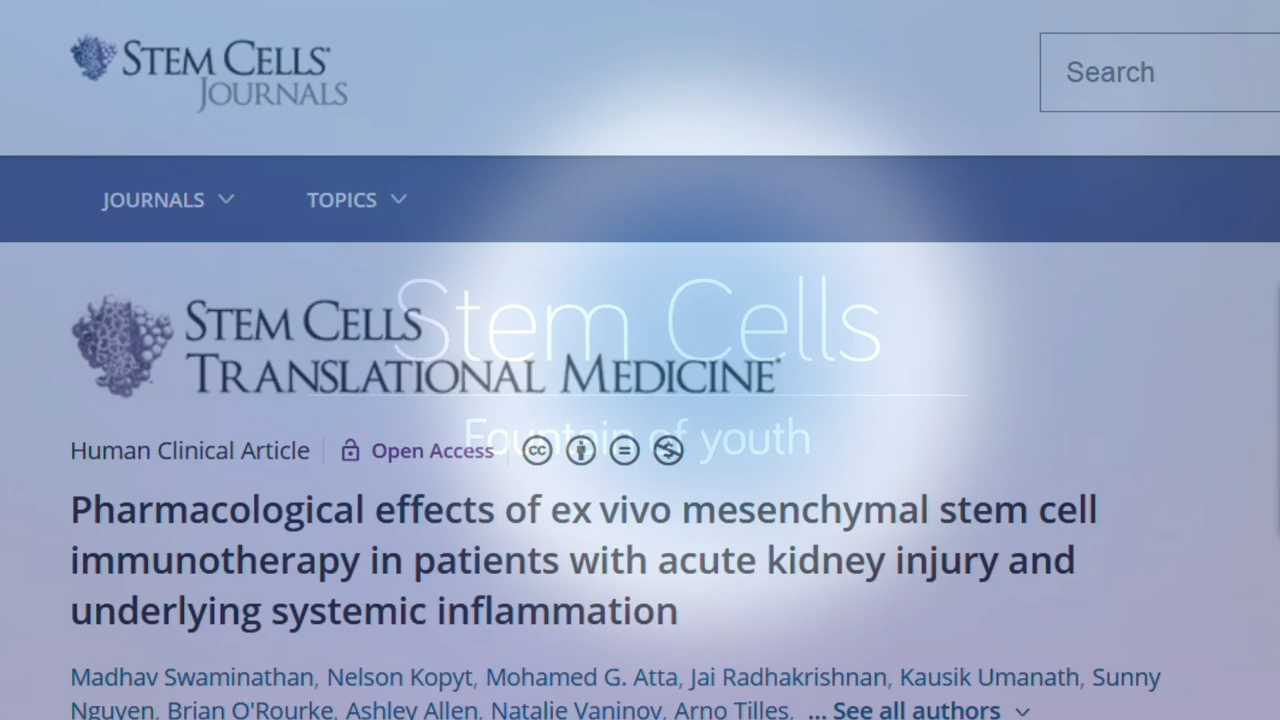 STEM CELLS
JOURNALS
Search
JOURNALS
TOPICS
Stem Cells
STEM CELLS
TRANSLATIONAL MEDICINE
Fountain of youth
Human Clinical Article
Open Access
cc
Pharmacological effects of ex vivo mesenchymal stem cell
immunotherapy in patients with acute kidney injury and
underlying systemic inflammation
Madhav Swaminathan, Nelson Kopyt, Mohamed G. Atta, Jai Radhakrishnan, Kausik Umanath, Sunny
Nguyen, Brian O'Rourke, Ashley Allen, Natalie Vaninov, Arno Tilles, ... See all authors